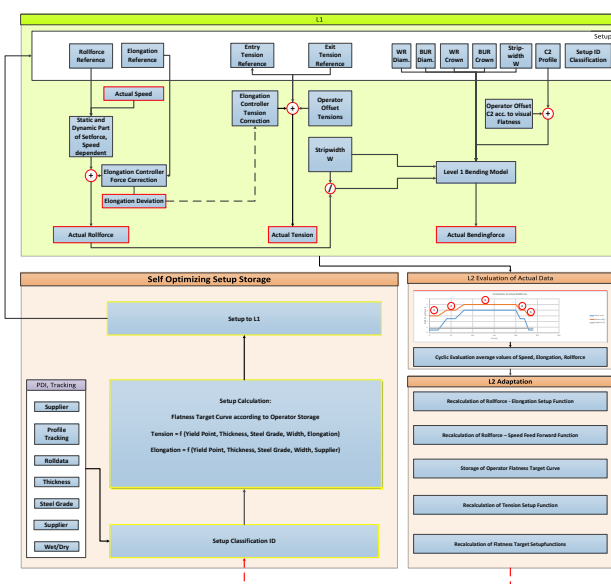 L1
Setup
Rollforce
Reference
Elongation
Reference
Entry
Tension
Reference
Exit
Tension
Reference
WR
Diam.
BUR
Diam.
WR
Crown
BUR
Crown
Strip-
width
W
C2
Profile
Setup ID
Classification
Actual Speed
Static and
Dynamic Part
of Setforce,
Speed
dependent
Elongation
Controller
Tension
Correction
Operator
Offset
Tensions
Operator Offset
C2 acc. to visual
Flatness
+
+
+
Elongation Controller
Force Correction
Elongation Deviation
Stripwidth
W
/
Level 1 Bending Model
Actual Rollforce
Actual Tension
Actual Bendingforce
Self Optimizing Setup Storage
Setup to L1
PDI, Tracking
Supplier
Profile
Tracking
Rolldata
Thickness
Steel Grade
Supplier
Wet/Dry
Setup Calculation:
Flatness Target Curve according to Operator Storage
Tension = f (Yield Point, Thickness, Steel Grade, Width, Elongation)
Elongation = f (Yield Point, Thickness, Steel Grade, Width, Supplier)
Setup Classification ID
L2 Evaluation of Actual Data
Cyclic Evaluation average values of Speed, Elongation, Rollforce
L2 Adaptation
Recalculation of Rollforce - Elongation Setup Function
Recalculation of Rollforce – Speed Feed Forward Function
Storage of Operator Flatness Target Curve
Recalculation of Tension Setup Function
Recalculation of Flatness Target Setupfunctions